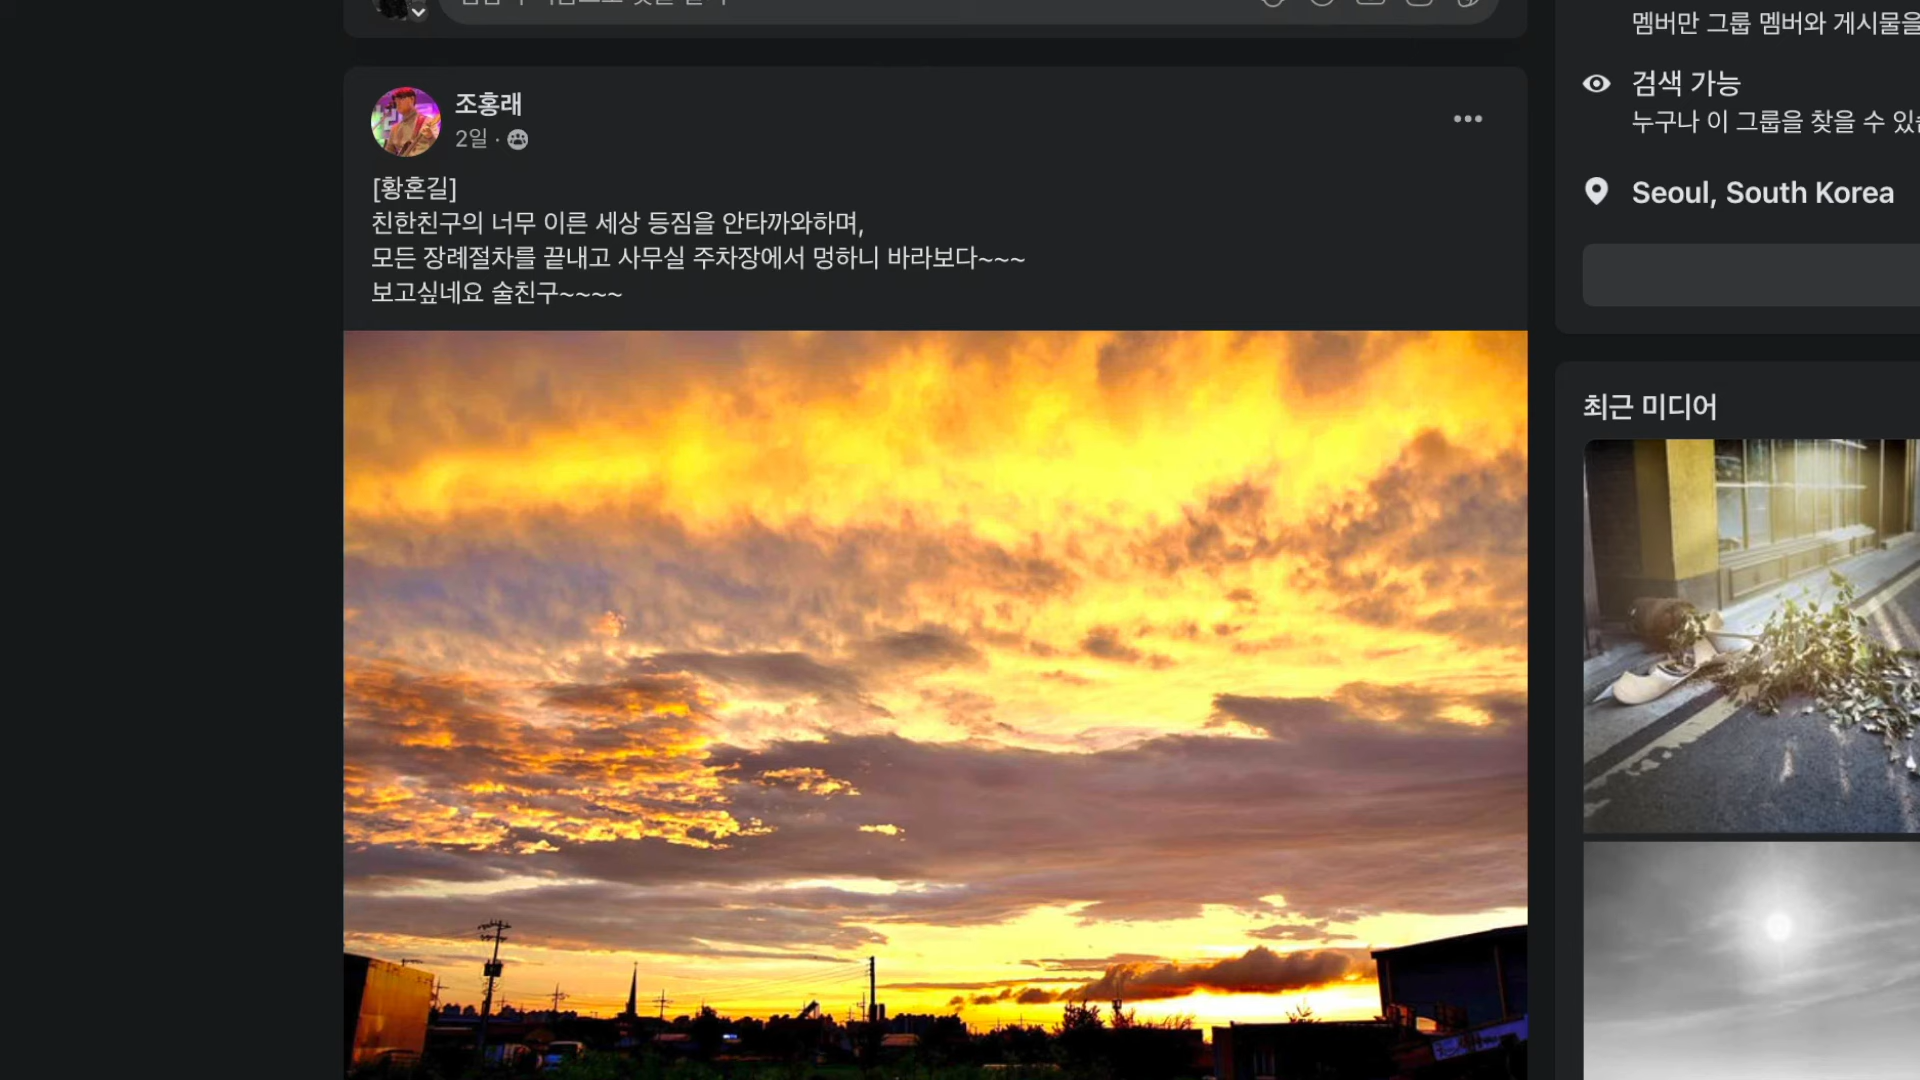 조홍래
2일 ·
[황혼길]
친한친구의 너무 이른 세상 등짐을 안타까와하며,
모든 장례절차를 끝내고 사무실 주차장에서 멍하니 바라보다~~~
보고싶네요 술친구~~~~
멤버만 그룹 멤버와 게시물을
검색 가능
누구나 이 그룹을 찾을 수
Seoul, South Korea
최근 미디어